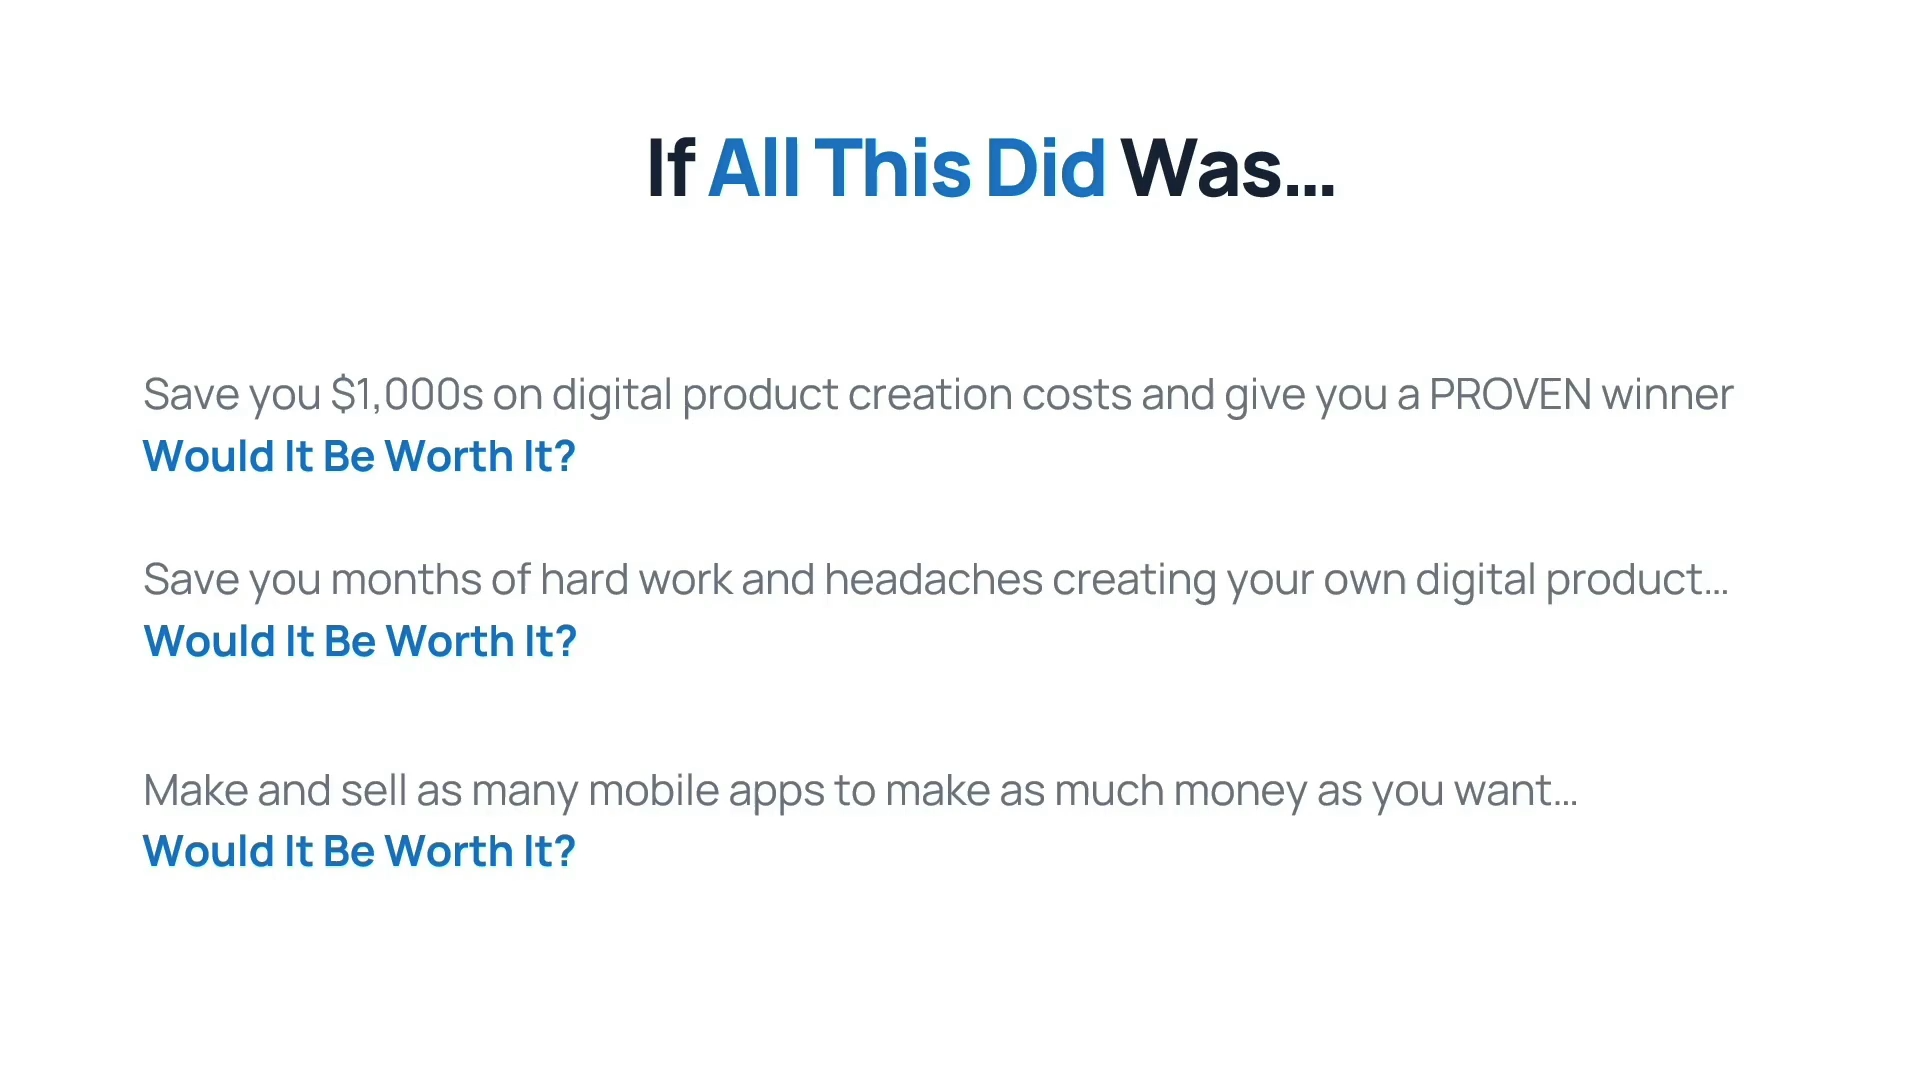 If All This Did Was...
Save you $1,000s on digital product creation costs and give you a PROVEN winner
Would It Be Worth It?
Save you months of hard work and headaches creating your own digital product...
Would It Be Worth It?
Make and sell as many mobile apps to make as much money as you want...
Would It Be Worth It?